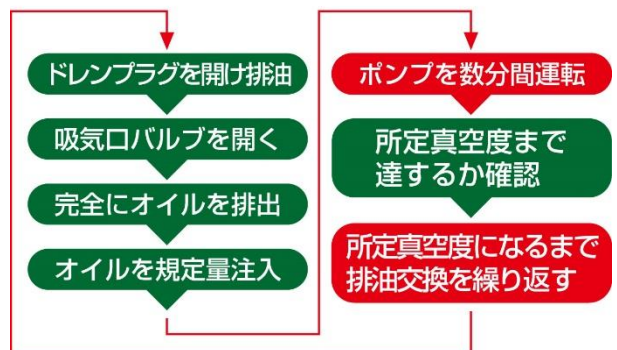 ドレンプラグを開け排油
吸気口バルブを開く
完全にオイルを排出
オイルを規定量注入
ポンプを数分間運転
所定真空度まで
達するか確認
所定真空度になるまで
排油交換を繰り返す